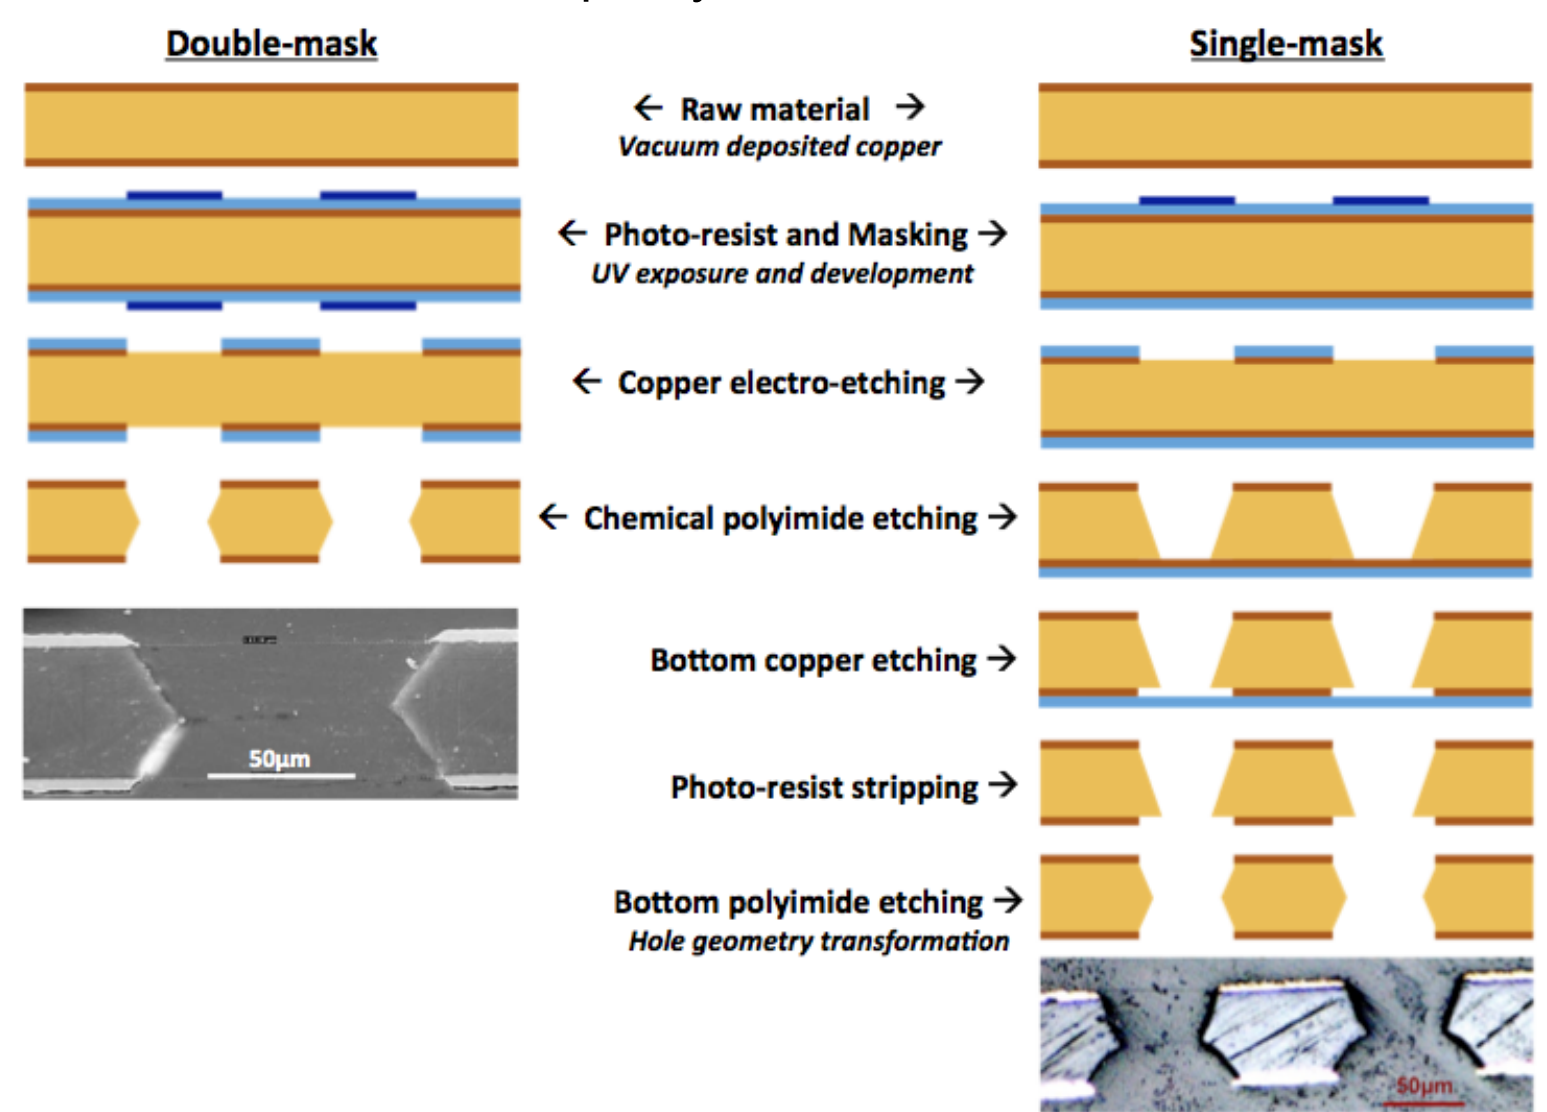 Double-mask
Single-mask
← Raw material →
Vacuum deposited copper
← Photo-resist and Masking →
UV exposure and development
← Copper electro-etching →
← Chemical polyimide etching →
Bottom copper etching →
50µm
Photo-resist stripping →
Bottom polyimide etching →
Hole geometry transformation
50µm